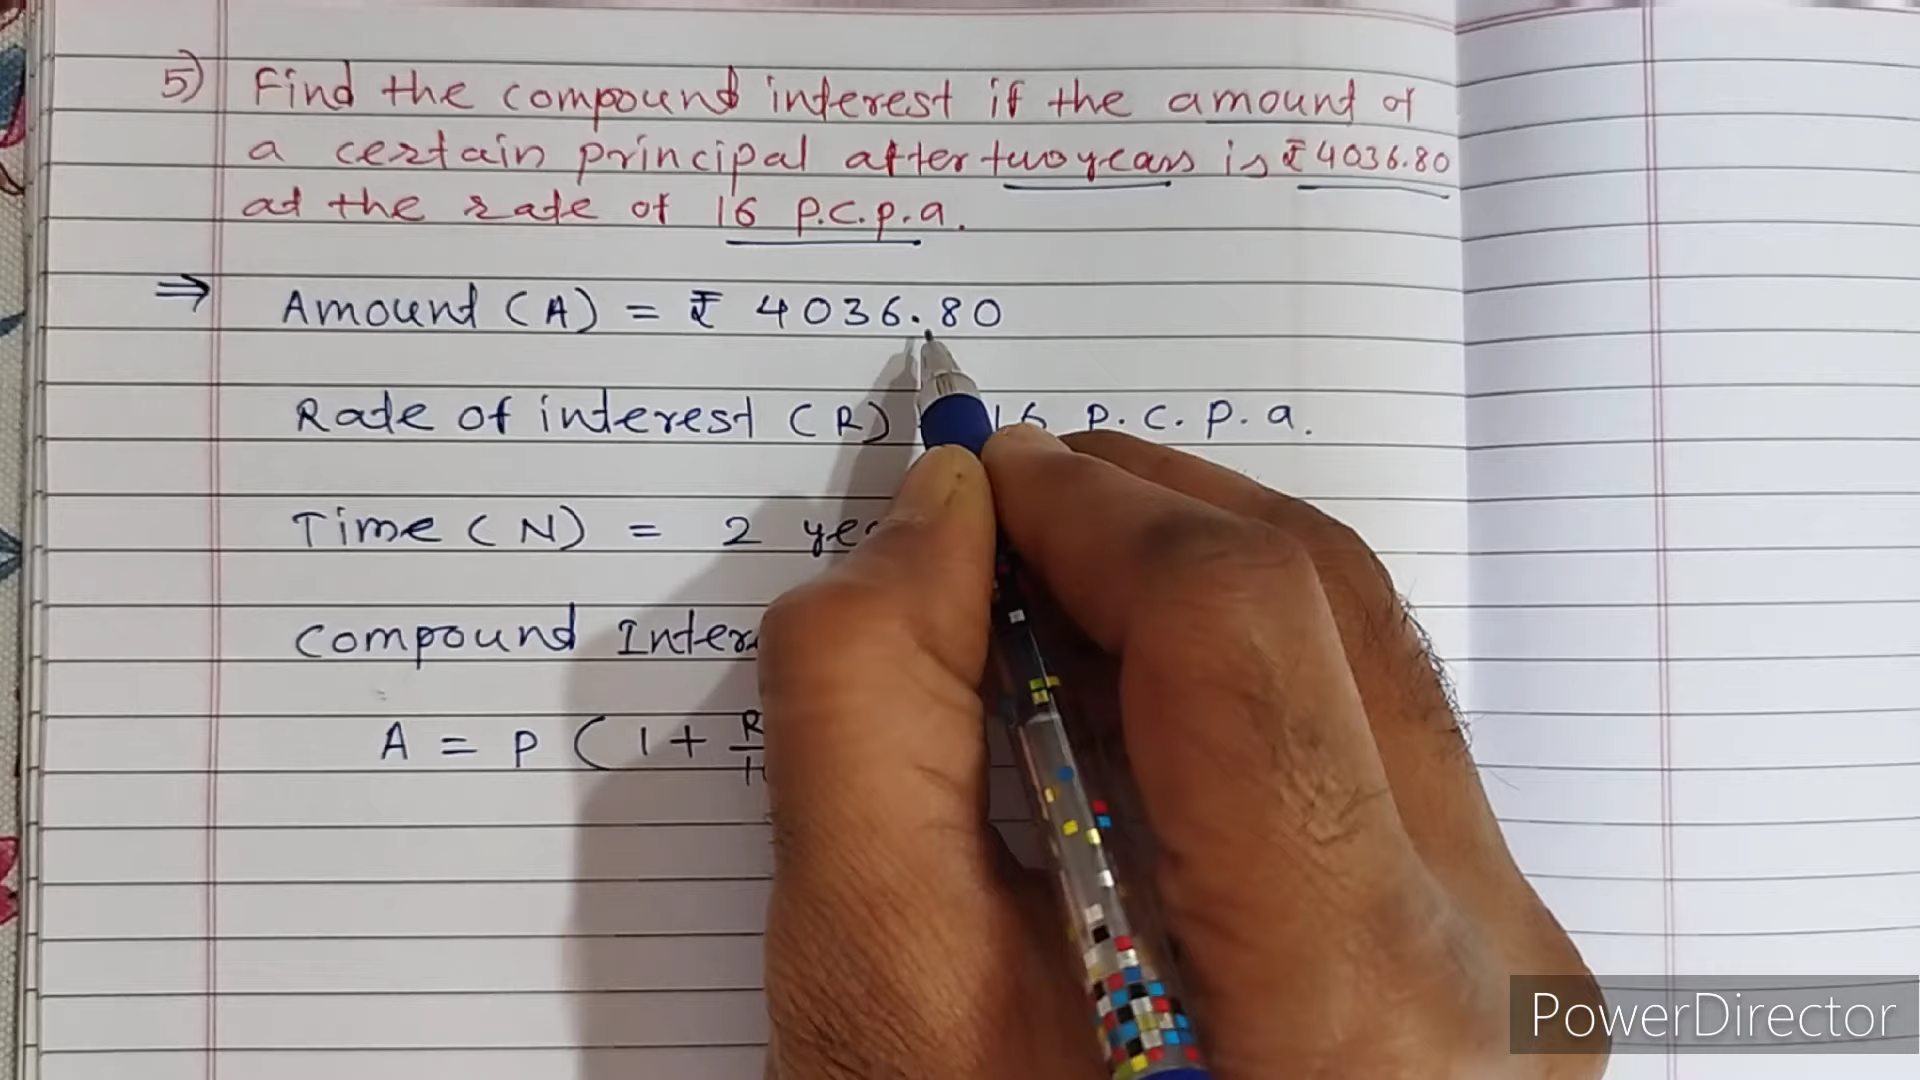 5) Find the compound interest if the amount of
a certain principal after two years is ₹4036.80
at the rate of 16 p.c.p.a.
⇒ Amount (A) = ₹ 4036.80
Rate of interest (R) 16 p.c.p.a.
Time (N) = 2
Compound
A = P ( 1 + R
PowerDirector